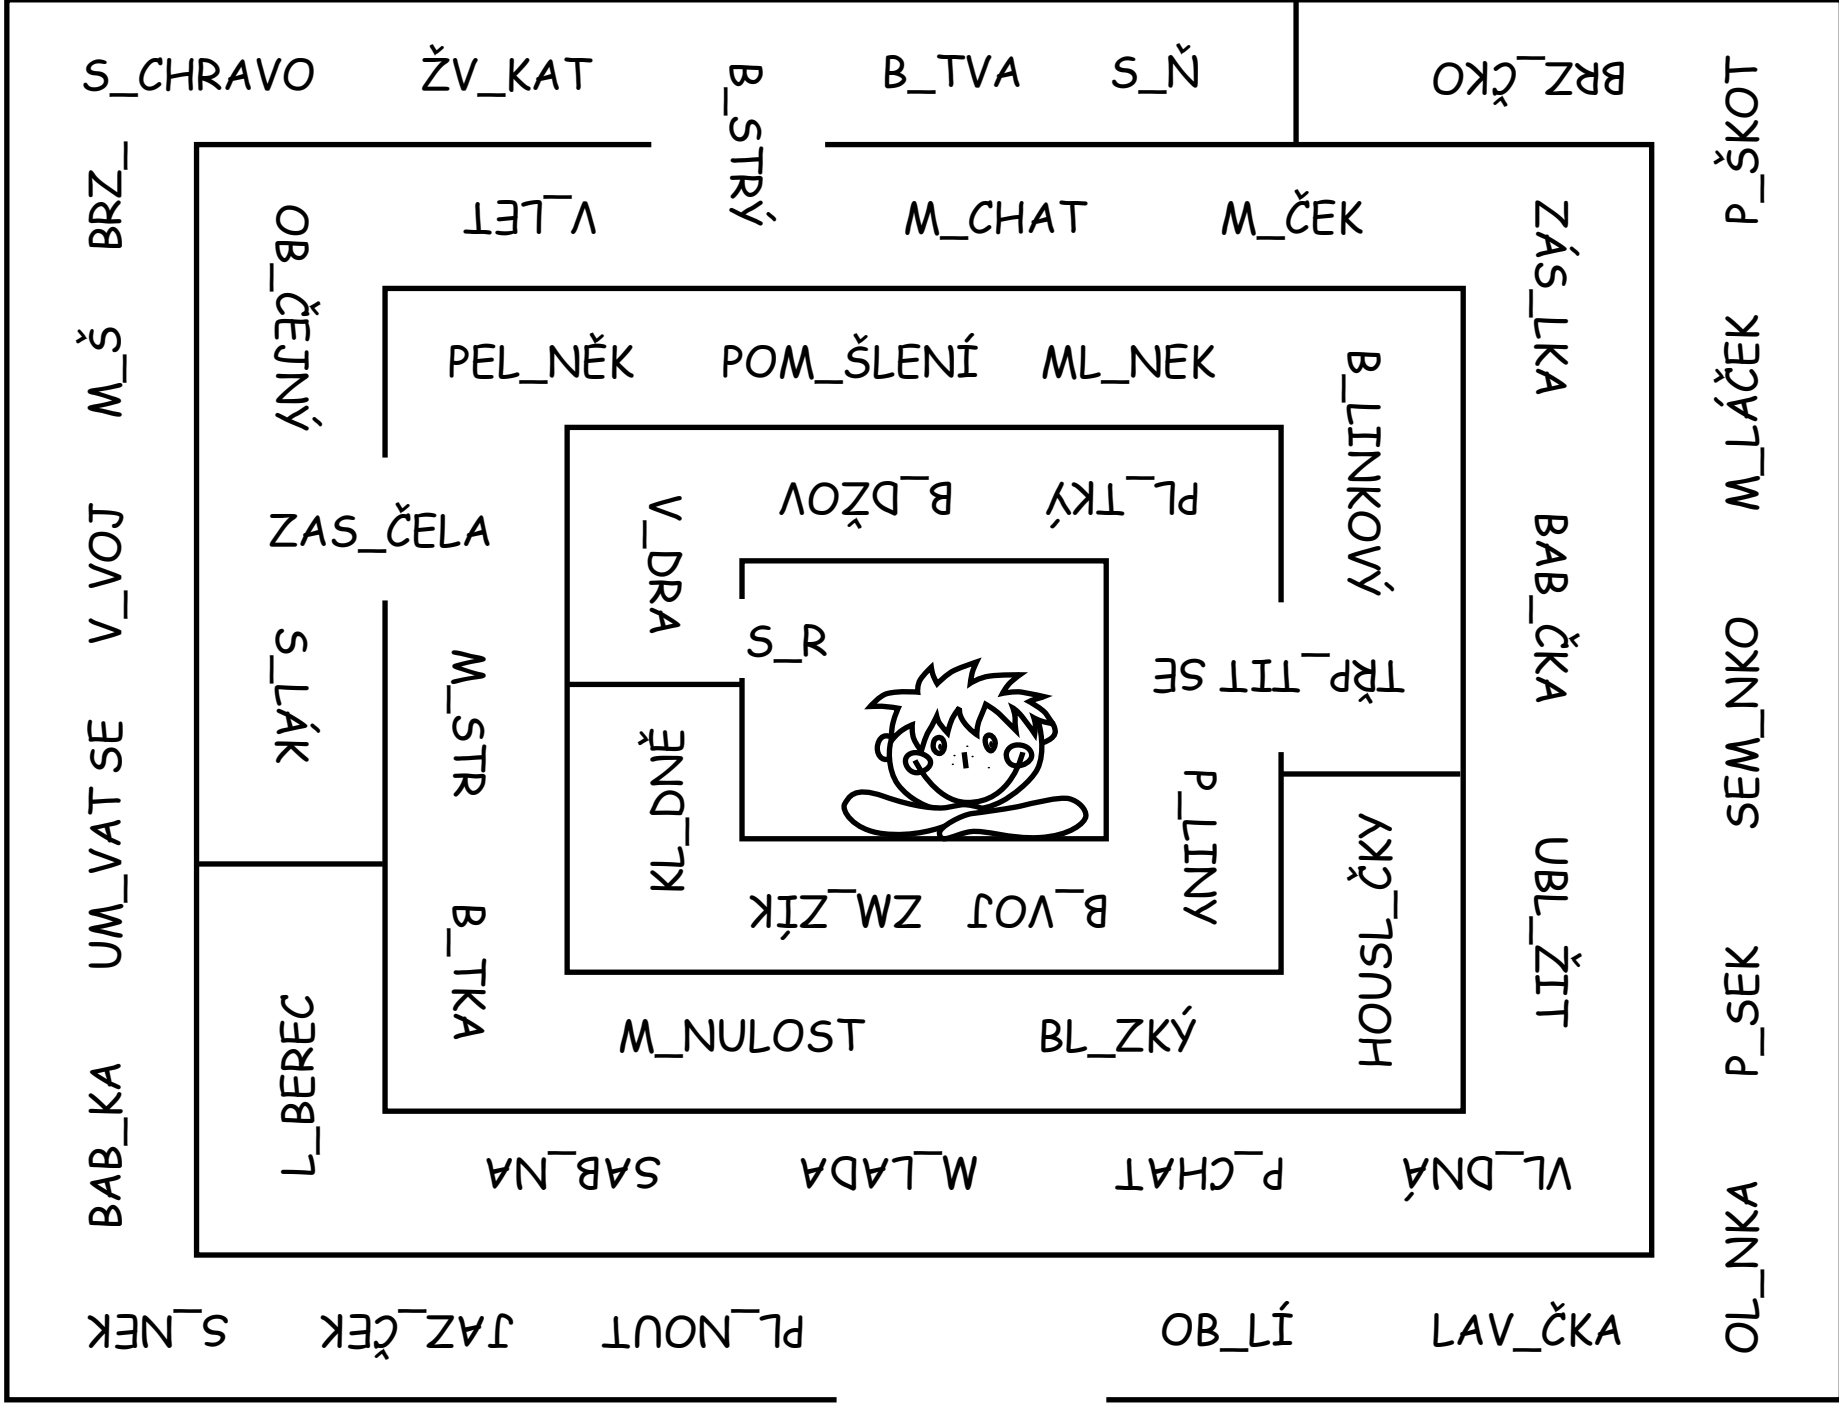 S_CHRAVO
ŽV_KAT
B_STRÝ
B_TVA
S_Ň
BRZ_ČKO
P_ŠKOT
BRZ_
OB_ČEJNÝ
V_LET
M_CHAT
M_ČEK
ZÁS_LKA
M_Š
PEL_NĚK
POM_ŠLENÍ
ML_NEK
B_LINKOVÝ
M_LÁČEK
V_VOJ
ZAS_ČELA
V_DRA
B_DŽOV
PL_TKÝ
BAB_ČKA
S_LÁK
M_STR
S_R
TŘP_TIT SE
SEM_NKO
UM_VAT SE
KL_DNĚ
P_LINY
HOUSL_ČKY
UBL_ŽIT
B_TKA
ZM_ZÍK
B_VOJ
P_SEK
L_BEREC
M_NULOST
BL_ZKÝ
BAB_KA
SAB_NA
M_LADA
P_CHAT
VL_DNÁ
OL_NKA
S_NEK
JAZ_ČEK
PL_NOUT
OB_LÍ
LAV_ČKA